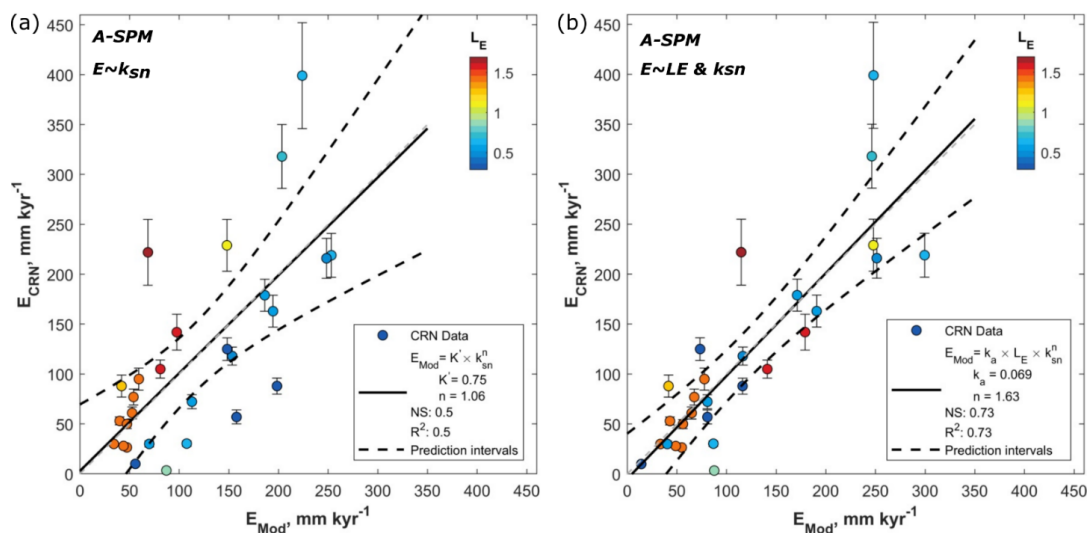 (a)
A-SPM
E~ksn
LE
1.5
1
0.5
450
400
350
300
250
200
150
100
50
0
ECRN, mm kyr-1
CRN Data
EMod= K' × ksn^n
K' = 0.75
n = 1.06
NS: 0.5
R2: 0.5
Prediction intervals
0 50 100 150 200 250 300 350 400 450
EMod, mm kyr-1
(b)
A-SPM
E~LE & ksn
LE
1.5
1
0.5
450
400
350
300
250
200
150
100
50
0
ECRN, mm kyr-1
CRN Data
EMod= ka × LE × ksn^n
ka = 0.069
n = 1.63
NS: 0.73
R2: 0.73
Prediction intervals
0 50 100 150 200 250 300 350 400 450
EMod, mm kyr-1